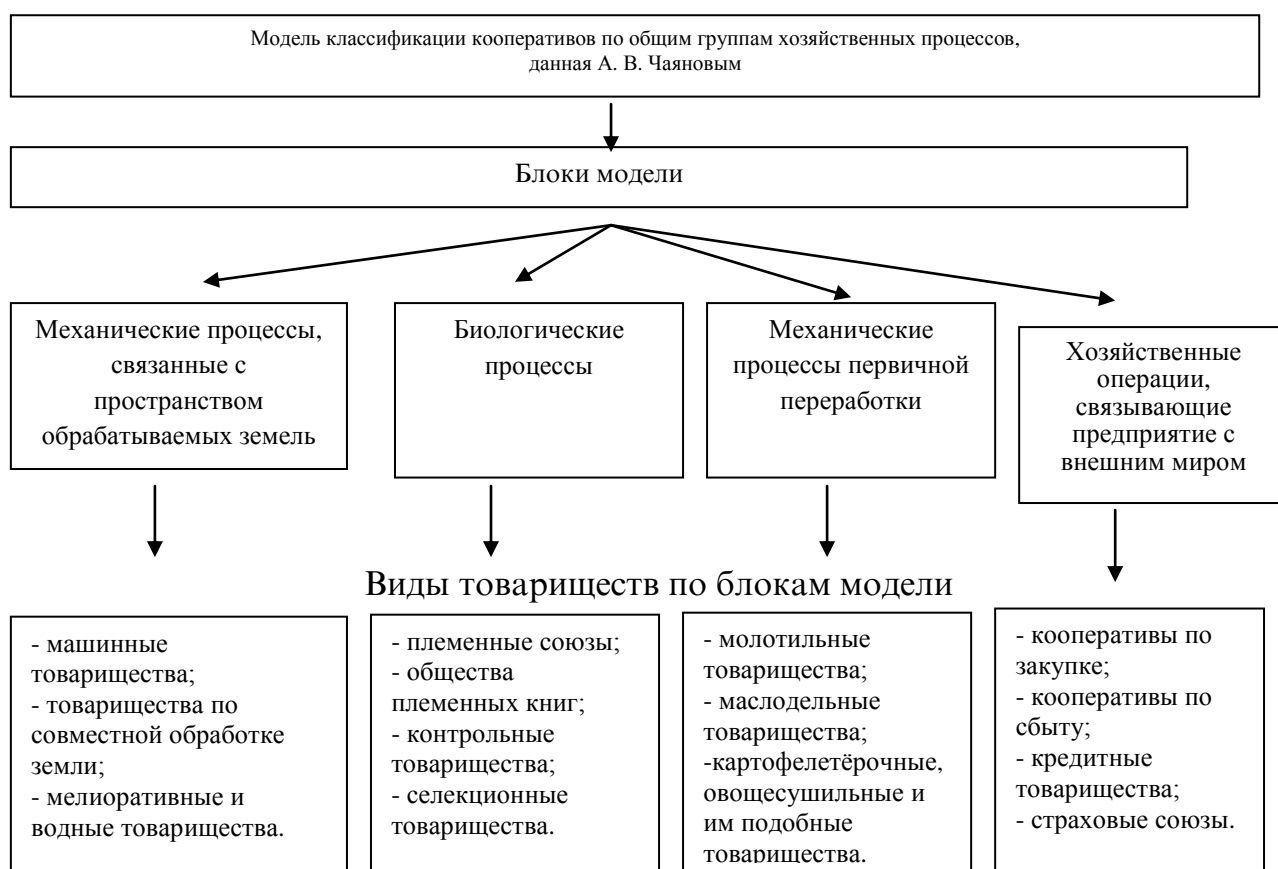 Модель классификации кооперативов по общим группам хозяйственных процессов,
данная А. В. Чаяновым
Блоки модели
Механические процессы,
связанные с
пространством
обрабатываемых земель
Биологические
процессы
Механические
процессы первичной
переработки
Хозяйственные
операции,
связывающие
предприятие с
внешним миром
Виды товариществ по блокам модели
- машинные
товарищества;
- товарищества по
совместной обработке
земли;
- мелиоративные и
водные товарищества.
- племенные союзы;
- общества
племенных книг;
- контрольные
товарищества;
- селекционные
товарищества.
- молотильные
товарищества;
- маслодельные
товарищества;
-картофелетёрочные,
овощесушильные и
им подобные
товарищества.
- кооперативы по
закупке;
- кооперативы по
сбыту;
- кредитные
товарищества;
- страховые союзы.